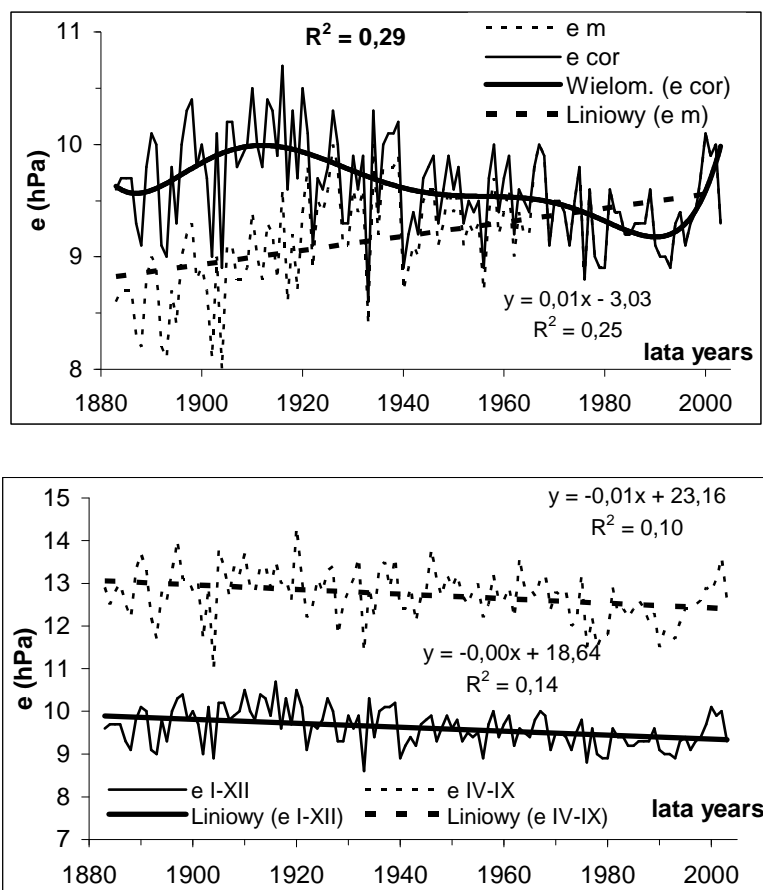 11
10
9
8
e (hPa)
R² = 0,29
e m
e cor
Wielom. (e cor)
Liniowy (e m)
y = 0,01x - 3,03
R² = 0,25
lata years
1880 1900 1920 1940 1960 1980 2000
15
14
13
12
11
10
9
8
7
e (hPa)
y = -0,01x + 23,16
R² = 0,10
y = -0,00x + 18,64
R² = 0,14
e I-XII e IV-IX
Liniowy (e I-XII) Liniowy (e IV-IX)
lata years
1880 1900 1920 1940 1960 1980 2000